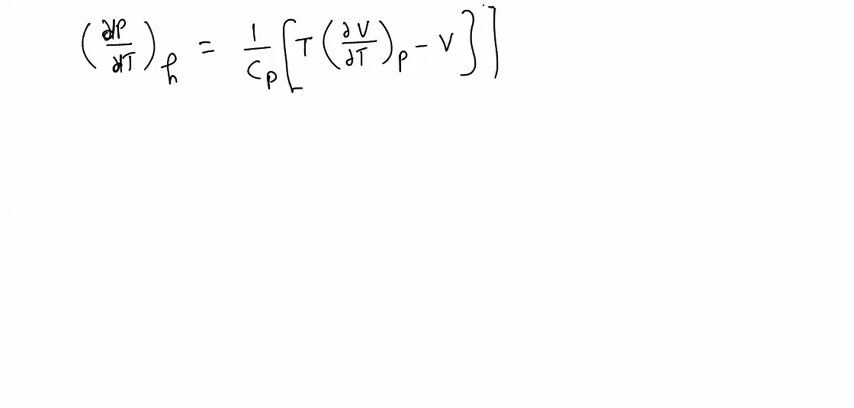 (∂P/∂T)_h = 1/C_p [T(∂V/∂T)_p - V}]